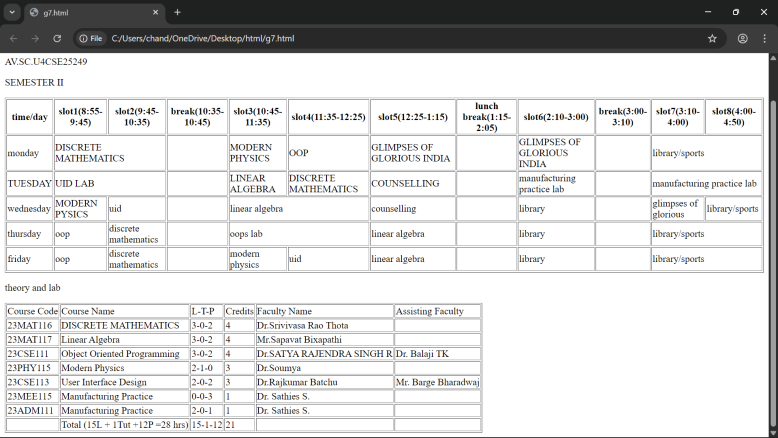 g7.html
File C:/Users/chand/OneDrive/Desktop/html/g7.html
AV.SC.U4CSE25249
SEMESTER II
time/day slot1(8:55-9:45) slot2(9:45-10:35) break(10:35-10:45) slot3(10:45-11:35) slot4(11:35-12:25) slot5(12:25-1:15) lunch break(1:15-2:05) slot6(2:10-3:00) break(3:00-3:10) slot7(3:10-4:00) slot8(4:00-4:50)
monday DISCRETE MATHEMATICS MODERN PHYSICS OOP GLIMPSES OF GLORIOUS INDIA GLIMPSES OF GLORIOUS INDIA library/sports
TUESDAY UID LAB LINEAR ALGEBRA DISCRETE MATHEMATICS COUNSELLING manufacturing practice lab manufacturing practice lab
wednesday MODERN PYSICS uid linear algebra counselling library glimpses of glorious library/sports
thursday oop discrete mathematics oops lab linear algebra library library/sports
friday oop discrete mathematics modern physics uid linear algebra library library/sports
theory and lab
Course Code Course Name L-T-P Credits Faculty Name Assisting Faculty
23MAT116 DISCRETE MATHEMATICS 3-0-2 4 Dr.Srivivasa Rao Thota
23MAT117 Linear Algebra 3-0-2 4 Mr.Sapavat Bixapathi
23CSE111 Object Oriented Programming 3-0-2 4 Dr.SATYA RAJENDRA SINGH R Dr. Balaji TK
23PHY115 Modern Physics 2-1-0 3 Dr.Soumya
23CSE113 User Interface Design 2-0-2 3 Dr.Rajkumar Batchu Mr. Barge Bharadwaj
23MEE115 Manufacturing Practice 0-0-3 1 Dr. Sathies S.
23ADM111 Manufacturing Practice 2-0-1 1 Dr. Sathies S.
Total (15L + 1Tut +12P =28 hrs) 15-1-12 21